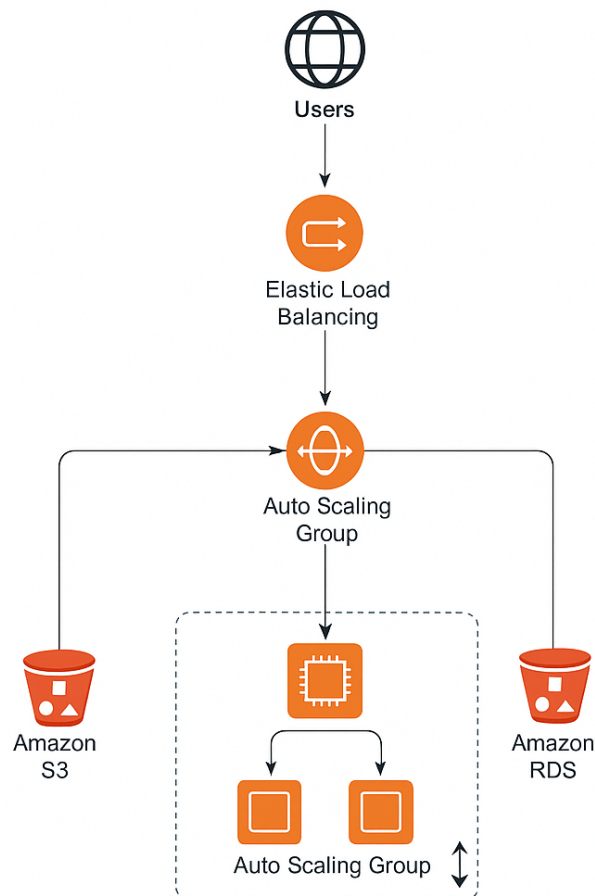 Users
Elastic Load
Balancing
Auto Scaling
Group
Amazon
S3
Amazon
RDS
Auto Scaling Group